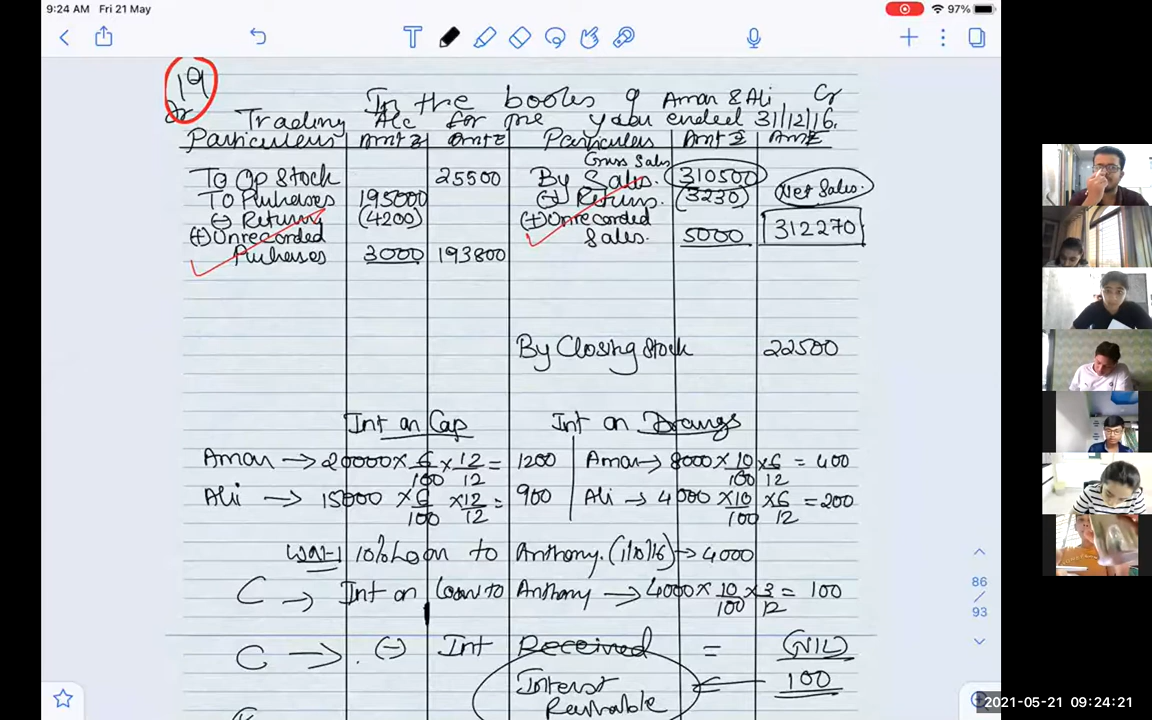 9:24 AM Fri 21 May
97%
19
In the books of Amar & Ali Cr
Dr Trading A/c for the year ended 31/12/16.
Particulars Amt ₹ Amt ₹ Particulars Amt ₹ Amt ₹
Gross Sales
To Op Stock 25500 By Sales. 310500
To Purchases 195000 (-) Returns. (3230) Net Sales.
(-) Returns (4200) (+) Unrecorded
(+) Unrecorded Sales. 5000 312270
Purchases 3000 193800
By Closing Stock 22500
Int on Cap Int on Drawgs
Amar → 20000 × 6/100 × 12/12 = 1200 Amar → 8000 × 10/100 × 6/12 = 400
Ali → 15000 × 6/100 × 12/12 = 900 Ali → 4000 × 10/100 × 6/12 = 200
WN-1 10% Loan to Anthony. (1/10/16) → 4000
C → Int on Loan to Anthony → 4000 × 10/100 × 3/12 = 100
C → (-) Int Received = (NIL)
Interest ← 100
Receivable
86
/
93
2021-05-21 09:24:21